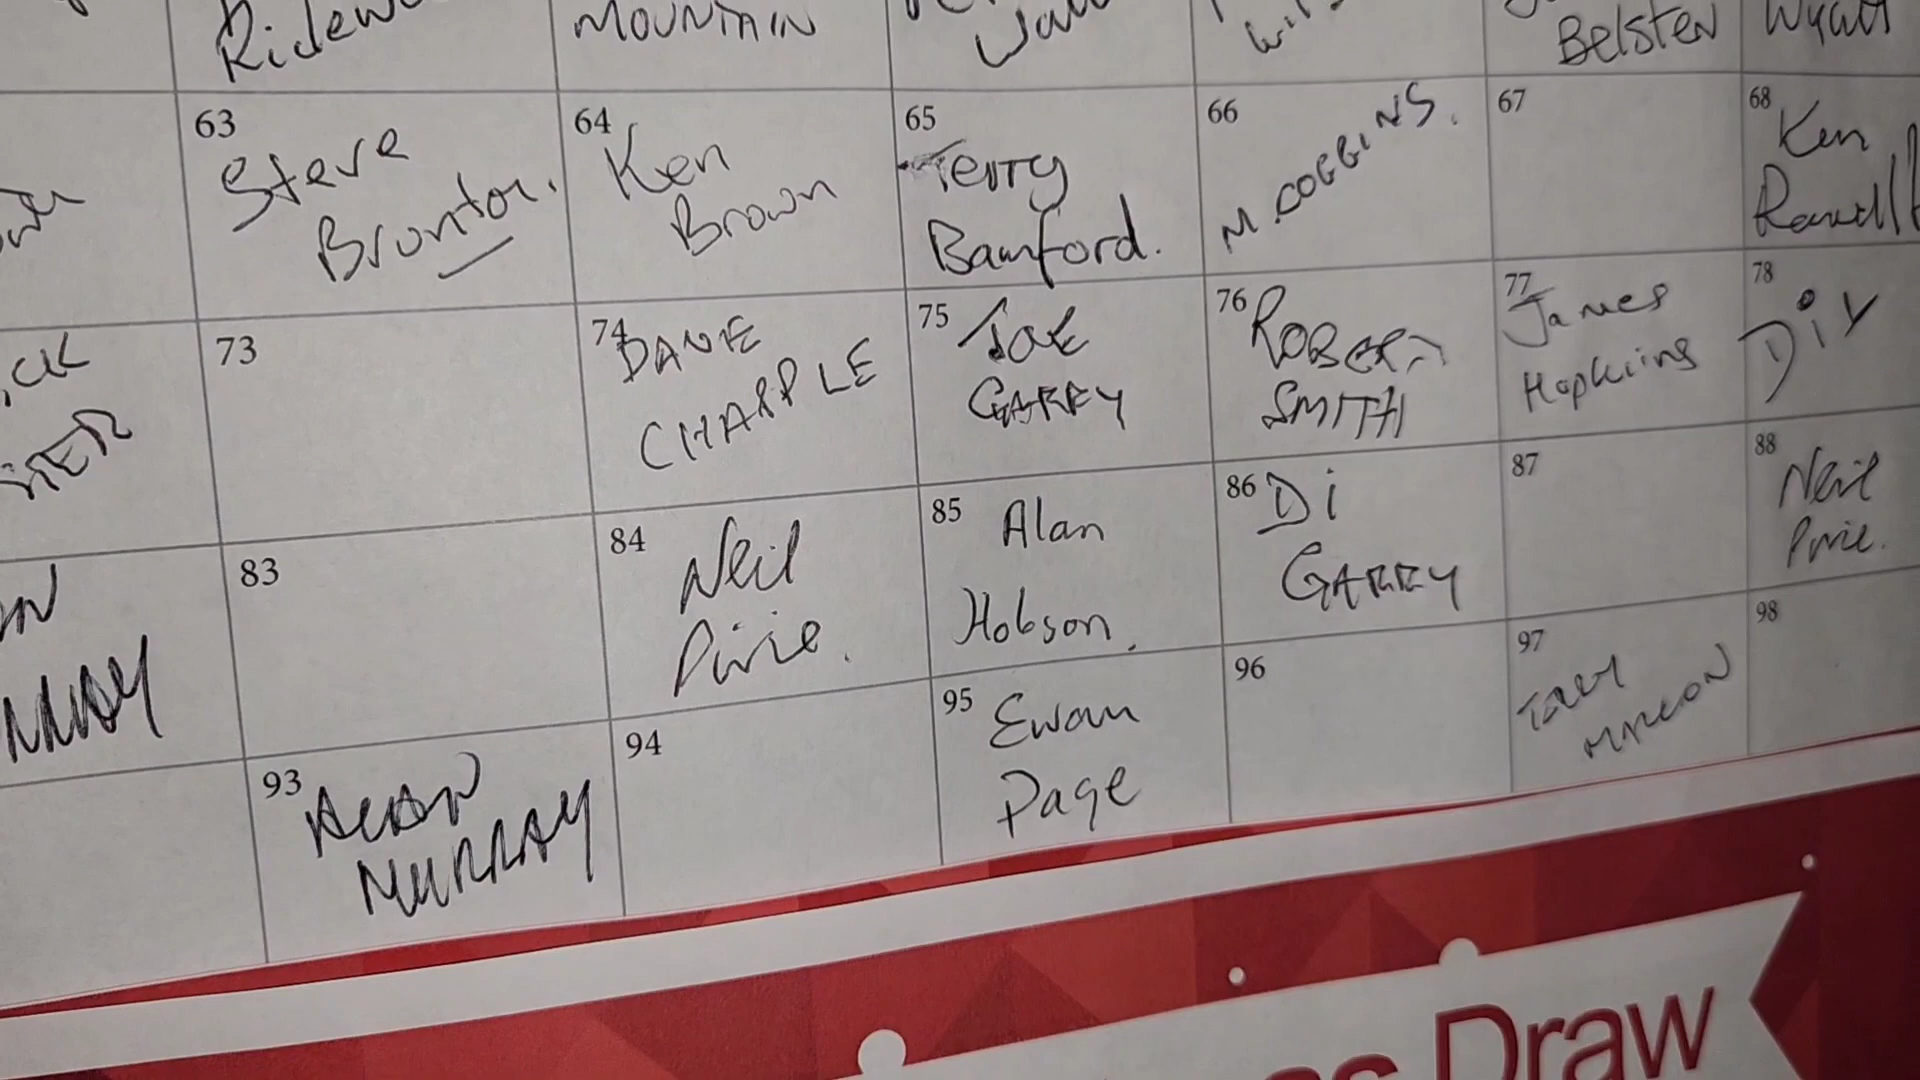 MOUNTAIN
Belsten
Wyatt
63
Steve
Brunton.
64
Ken
Brown
65
Terry
Bamford.
66
M. COGGINS.
67
68
Ken
73
74
DAVE
CHAPPLE
75
JOE
GARRY
76
ROBERT
SMITH
77
James
Hopkins
78
83
84
Neil
Pirie.
85
Alan
Hobson.
86
Di
GARRY
87
88
Neil
Pirie.
93
ALAN
MURRAY
94
95
Ewan
Page
96
97
98
Draw